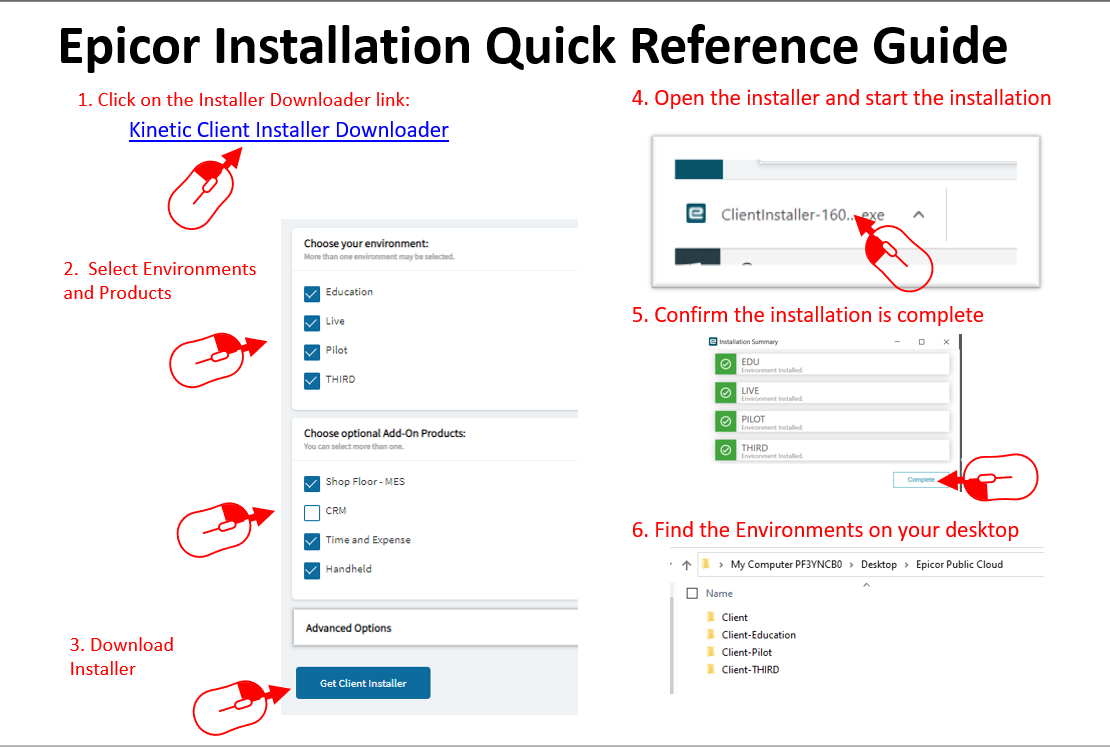 Epicor Installation Quick Reference Guide
1. Click on the Installer Downloader link:
Kinetic Client Installer Downloader
2. Select Environments
and Products
Choose your environment:
More than one environment may be selected.
Education
Live
Pilot
THIRD
Choose optional Add-On Products:
You can select more than one.
Shop Floor - MES
CRM
Time and Expense
Handheld
Advanced Options
3. Download
Installer
Get Client Installer
4. Open the installer and start the installation
ClientInstaller-160....exe
5. Confirm the installation is complete
Installation Summary
EDU
Environment Installed.
LIVE
Environment Installed.
PILOT
Environment Installed.
THIRD
Environment Installed.
Complete
6. Find the Environments on your desktop
My Computer PF3YNCB0 > Desktop > Epicor Public Cloud
Name
Client
Client-Education
Client-Pilot
Client-THIRD